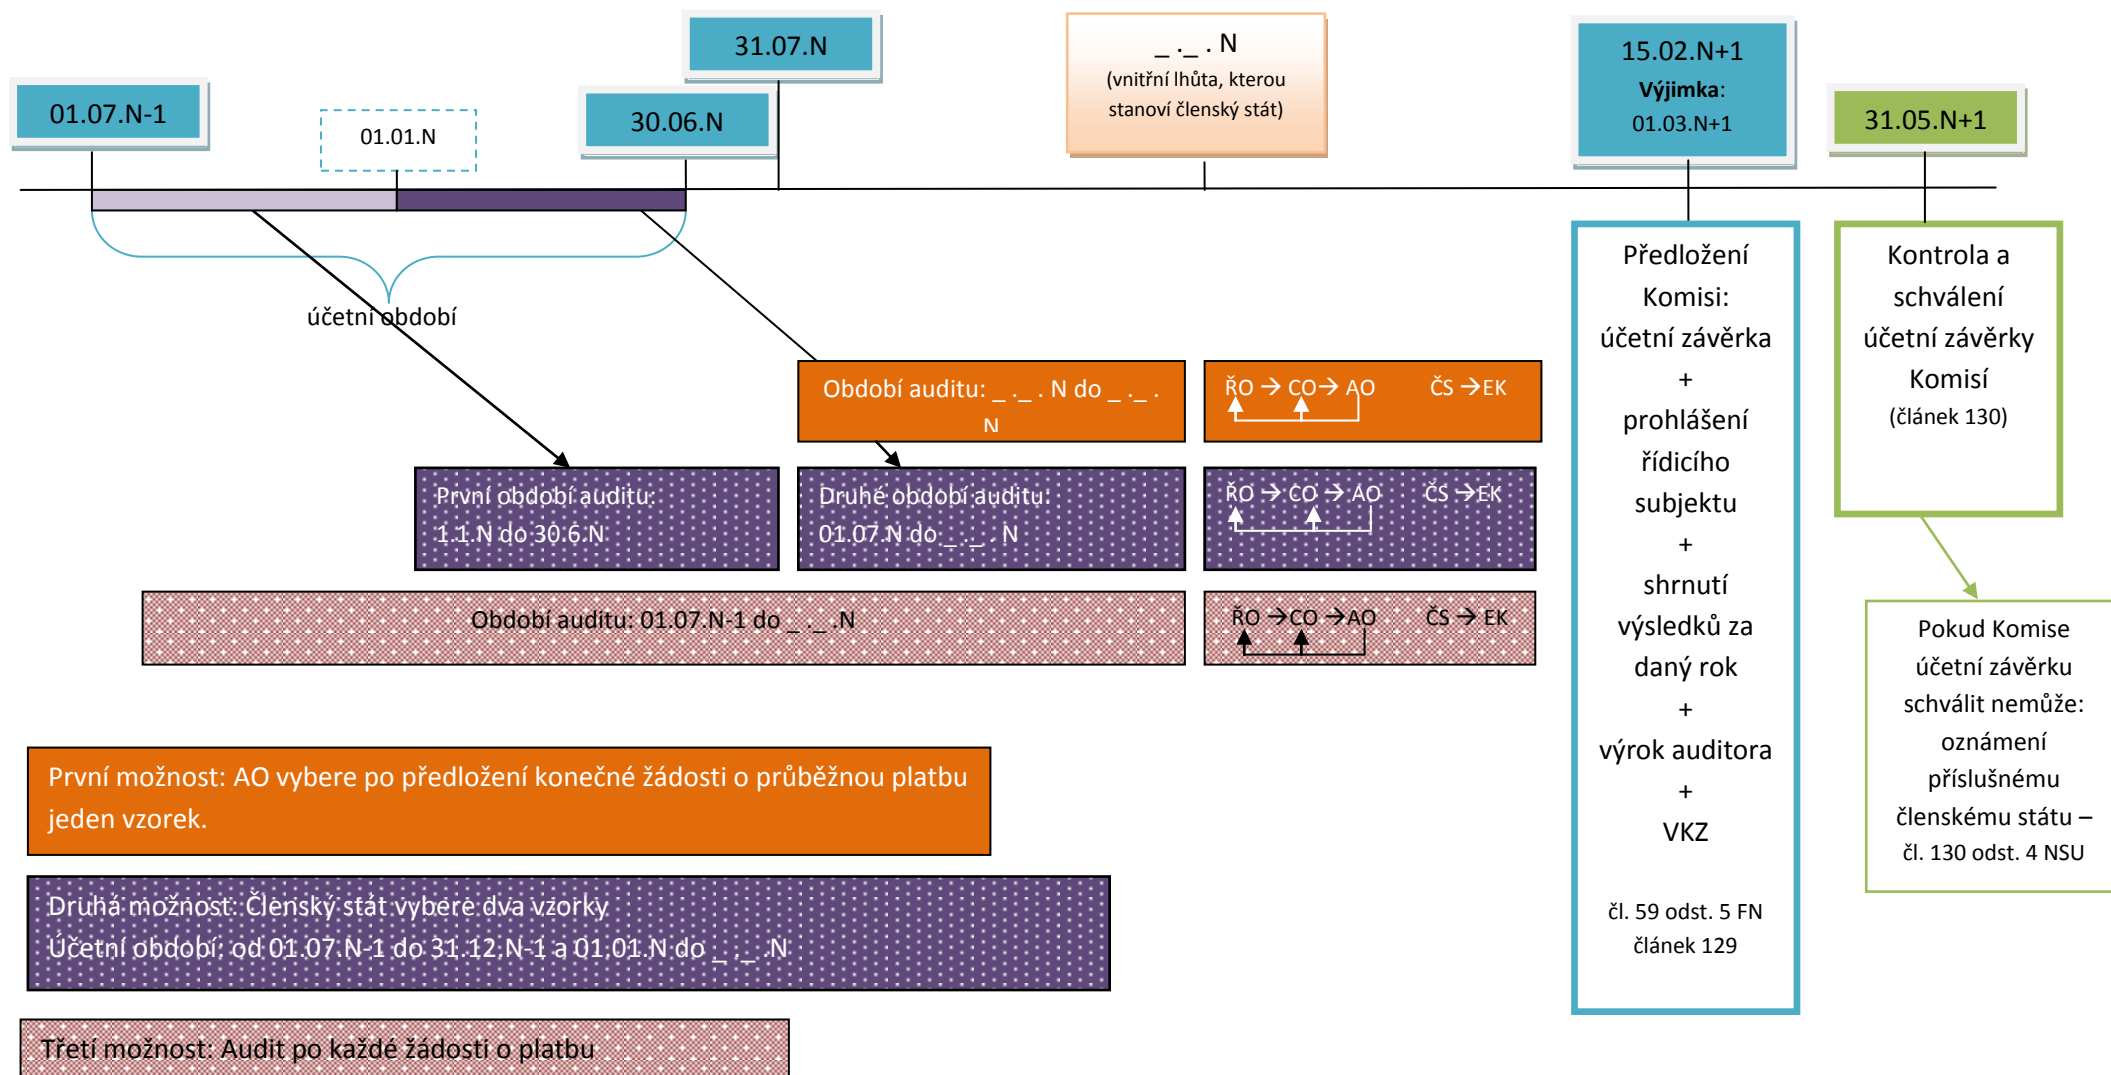 31.07.N
_ ._ . N
(vnitřní lhůta, kterou
stanoví členský stát)
15.02.N+1
Výjimka:
01.03.N+1
01.07.N-1
01.01.N
30.06.N
31.05.N+1
účetní období
Předložení
Komisi:
účetní závěrka
+
prohlášení
řídicího
subjektu
+
shrnutí
výsledků za
daný rok
+
výrok auditora
+
VKZ
čl. 59 odst. 5 FN
článek 129
Kontrola a
schválení
účetní závěrky
Komisí
(článek 130)
Pokud Komise
účetní závěrku
schválit nemůže:
oznámení
příslušnému
členskému státu –
čl. 130 odst. 4 NSU
Období auditu: _ ._ . N do _ ._ .
N
ŘO → CO→ AO ČS →EK
První období auditu:
1.1.N do 30.6.N
Druhé období auditu:
01.07.N do _ ._ . N
ŘO → CO → AO ČS →EK
Období auditu: 01.07.N-1 do _ ._ .N
ŘO →CO →AO ČS → EK
První možnost: AO vybere po předložení konečné žádosti o průběžnou platbu
jeden vzorek.
Druhá možnost: Členský stát vybere dva vzorky
Účetní období: od 01.07.N-1 do 31.12.N-1 a 01.01.N do _ ._ .N
Třetí možnost: Audit po každé žádosti o platbu